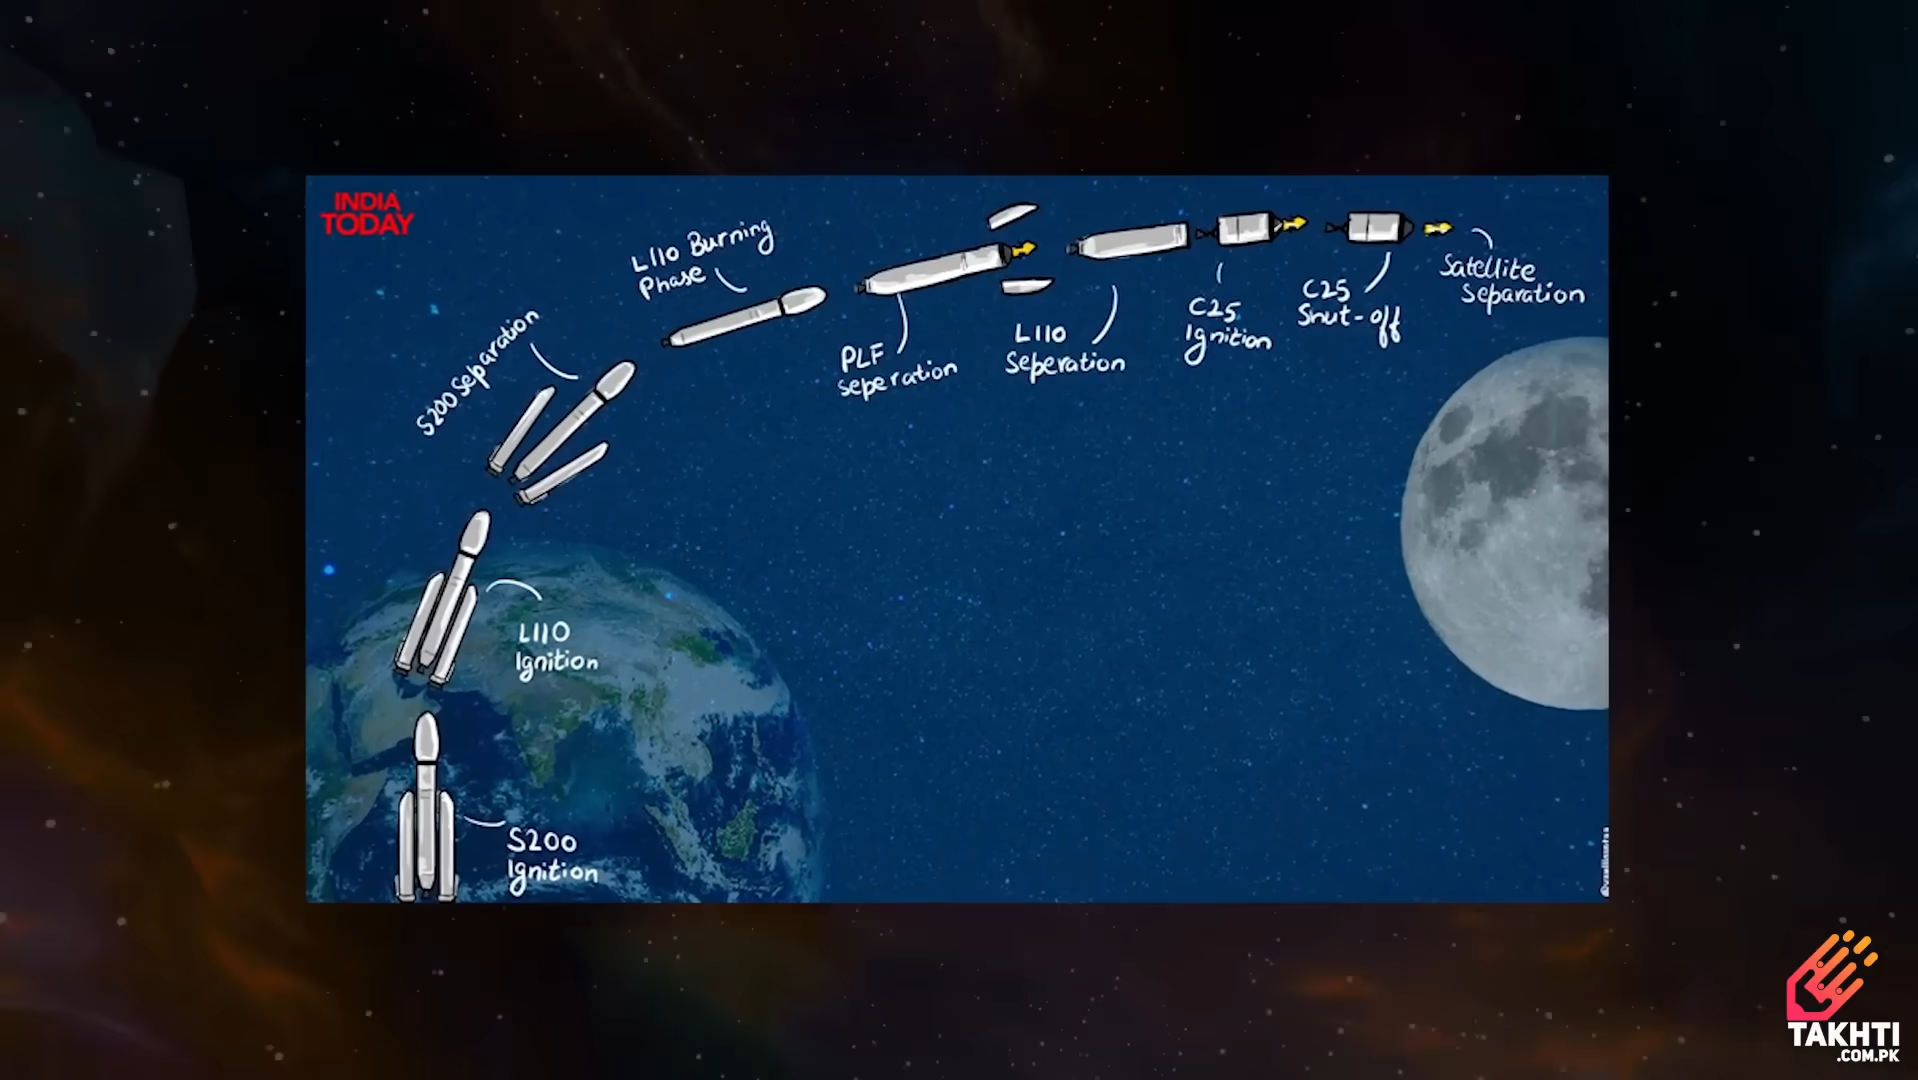 INDIA
TODAY
L110 Burning
Phase
S200 Separation
PLF
seperation
L110
Seperation
C25
Ignition
C25
Shut-off
Satellite
Separation
L110
Ignition
S200
Ignition
TAKHTI
.COM.PK